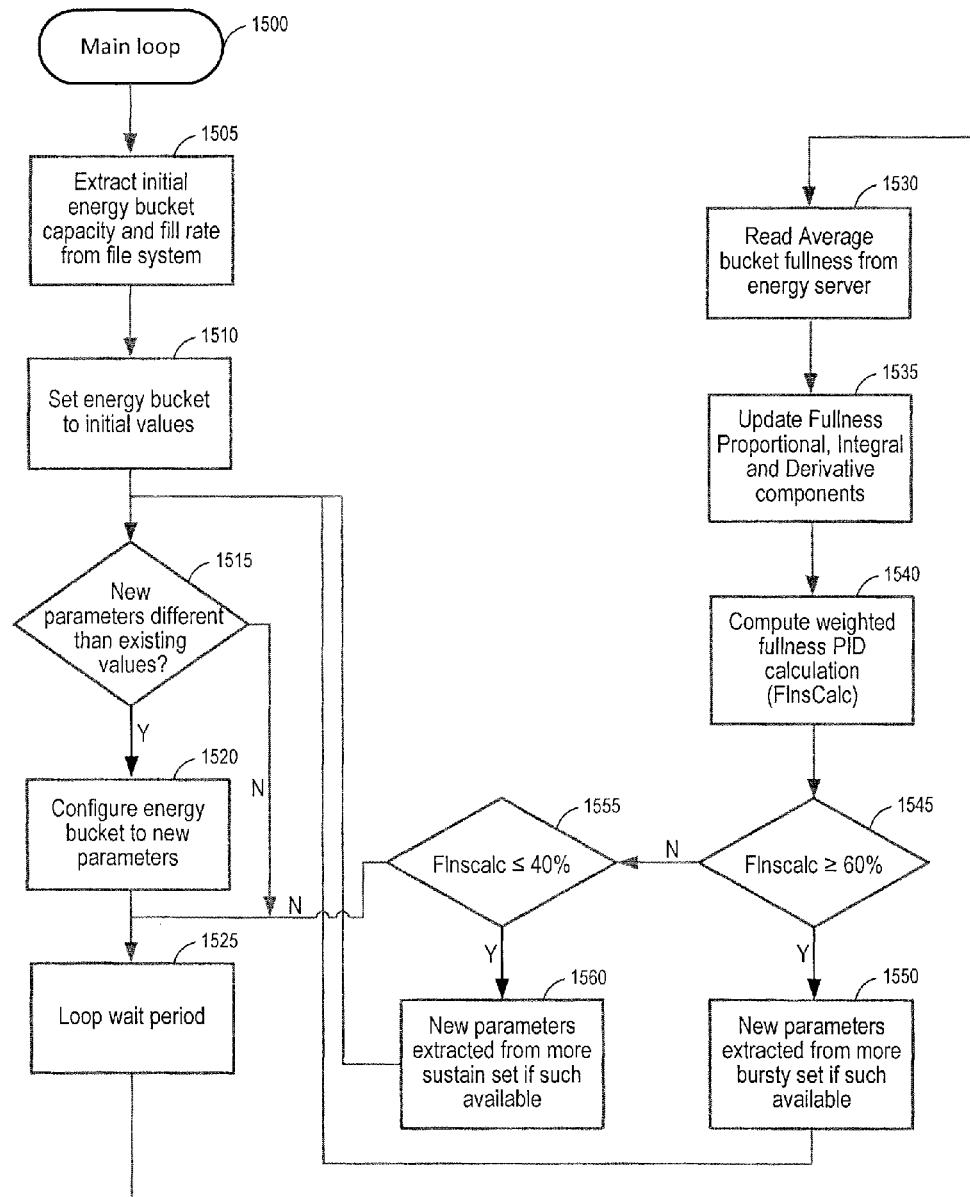 Main loop
1500
1505
Extract initial
energy bucket
capacity and fill rate
from file system
1510
Set energy bucket
to initial values
1515
New
parameters different
than existing
values?
Y
N
1520
Configure energy
bucket to new
parameters
1525
Loop wait period
1530
Read Average
bucket fullness from
energy server
1535
Update Fullness
Proportional, Integral
and Derivative
components
1540
Compute weighted
fullness PID
calculation
(FlnsCalc)
1545
Flnscalc ≥ 60%
N
Y
1550
New parameters
extracted from more
bursty set if such
available
1555
Flnscalc ≤ 40%
N
Y
1560
New parameters
extracted from more
sustain set if such
available